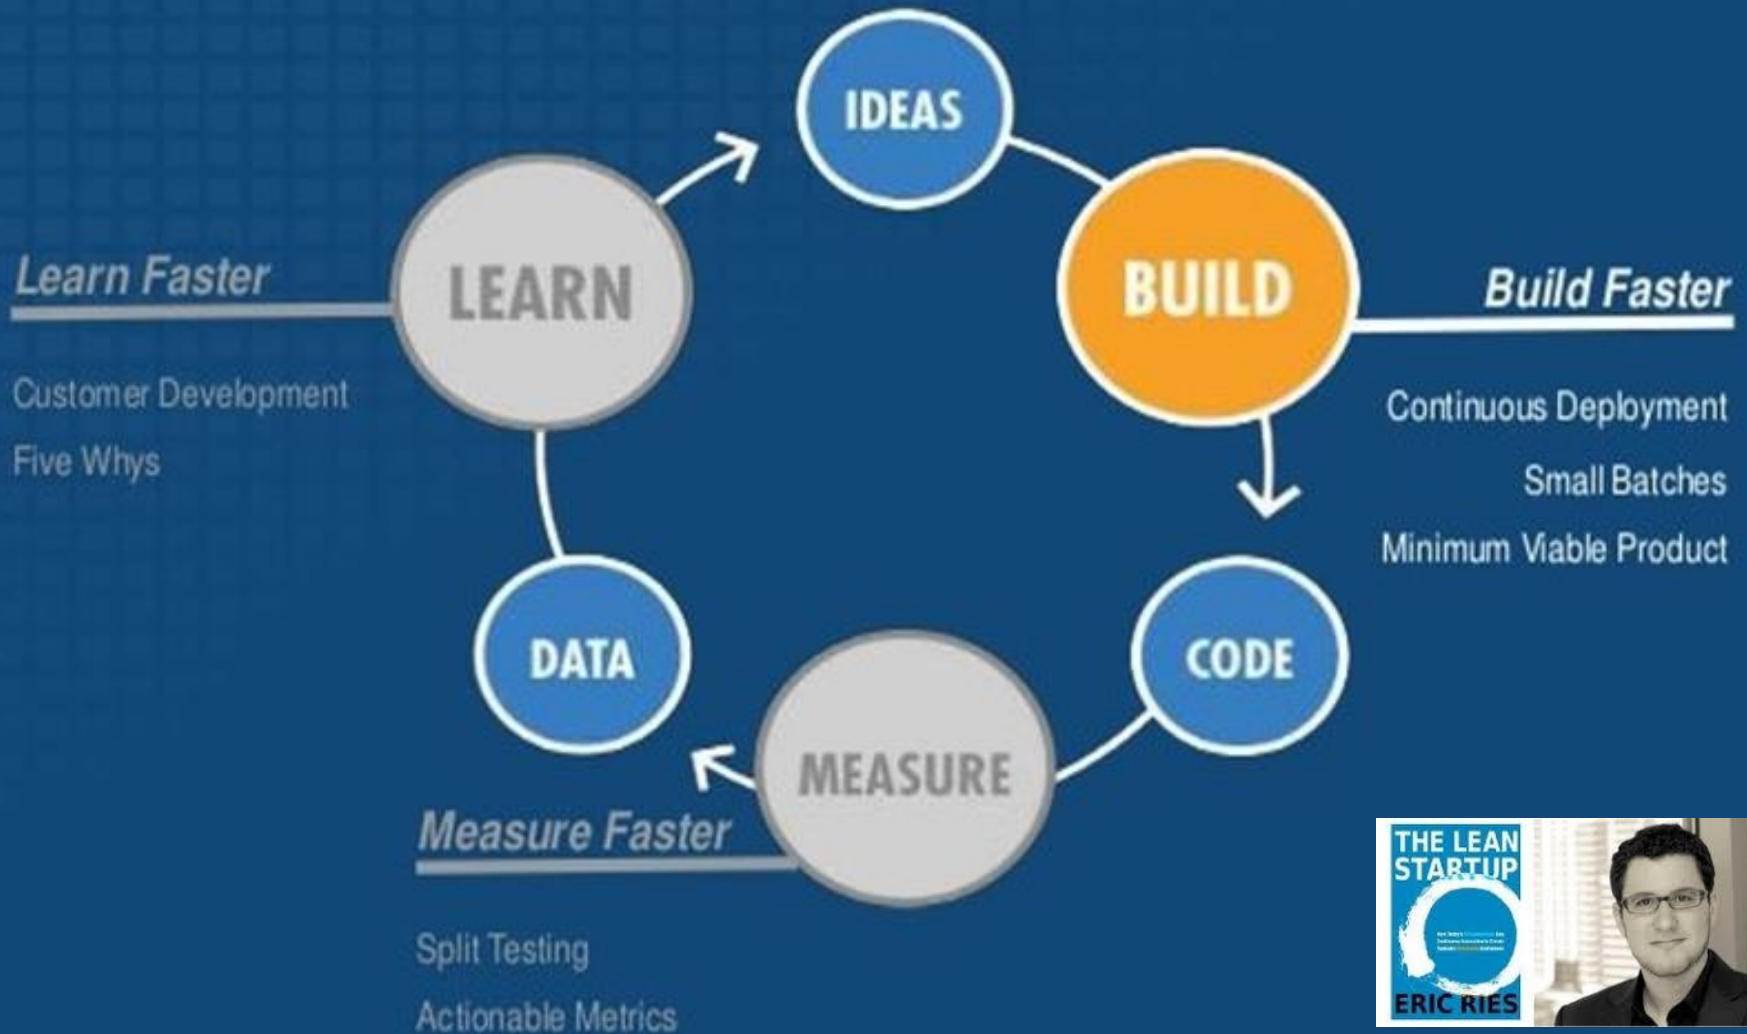 IDEAS
LEARN
BUILD
Learn Faster
Customer Development
Five Whys
Build Faster
Continuous Deployment
Small Batches
Minimum Viable Product
DATA
CODE
MEASURE
Measure Faster
Split Testing
Actionable Metrics
THE LEAN
STARTUP
ERIC RIES